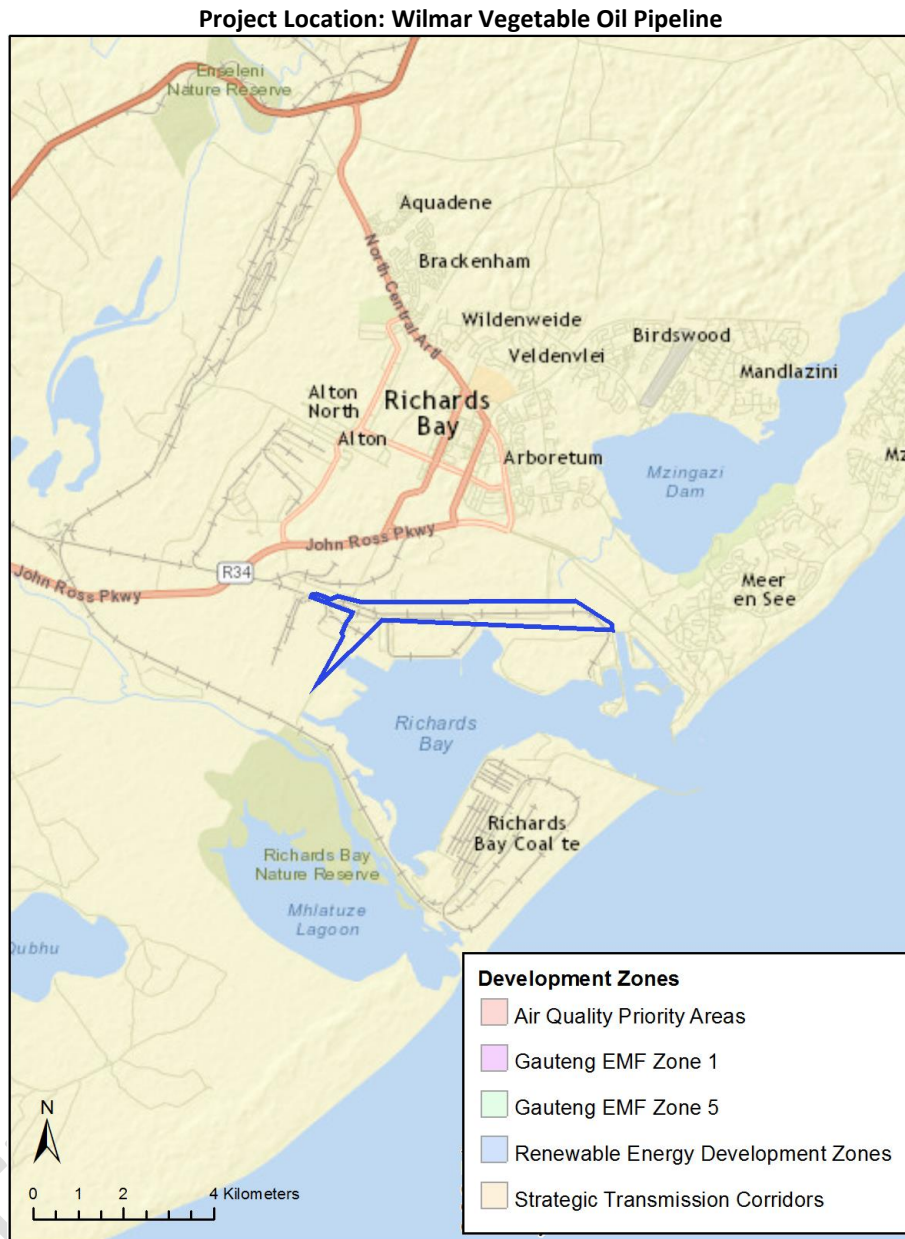 Project Location: Wilmar Vegetable Oil Pipeline
Enseleni
Nature Reserve
Aquadene
Brackenham
North Central Artl
Wildenweide
Birdswood
Veldenvlei
Mandlazini
Alton
North
Richards
Bay
Alton
Arboretum
Mz
Mzingazi
Dam
John Ross Pkwy
R34
John Ross Pkwy
Meer
en See
Richards
Bay
Richards
Bay Coal te
Richards Bay
Nature Reserve
Mhlatuze
Lagoon
Qubhu
Development Zones
Air Quality Priority Areas
Gauteng EMF Zone 1
Gauteng EMF Zone 5
Renewable Energy Development Zones
Strategic Transmission Corridors
N
0 1 2 4 Kilometers